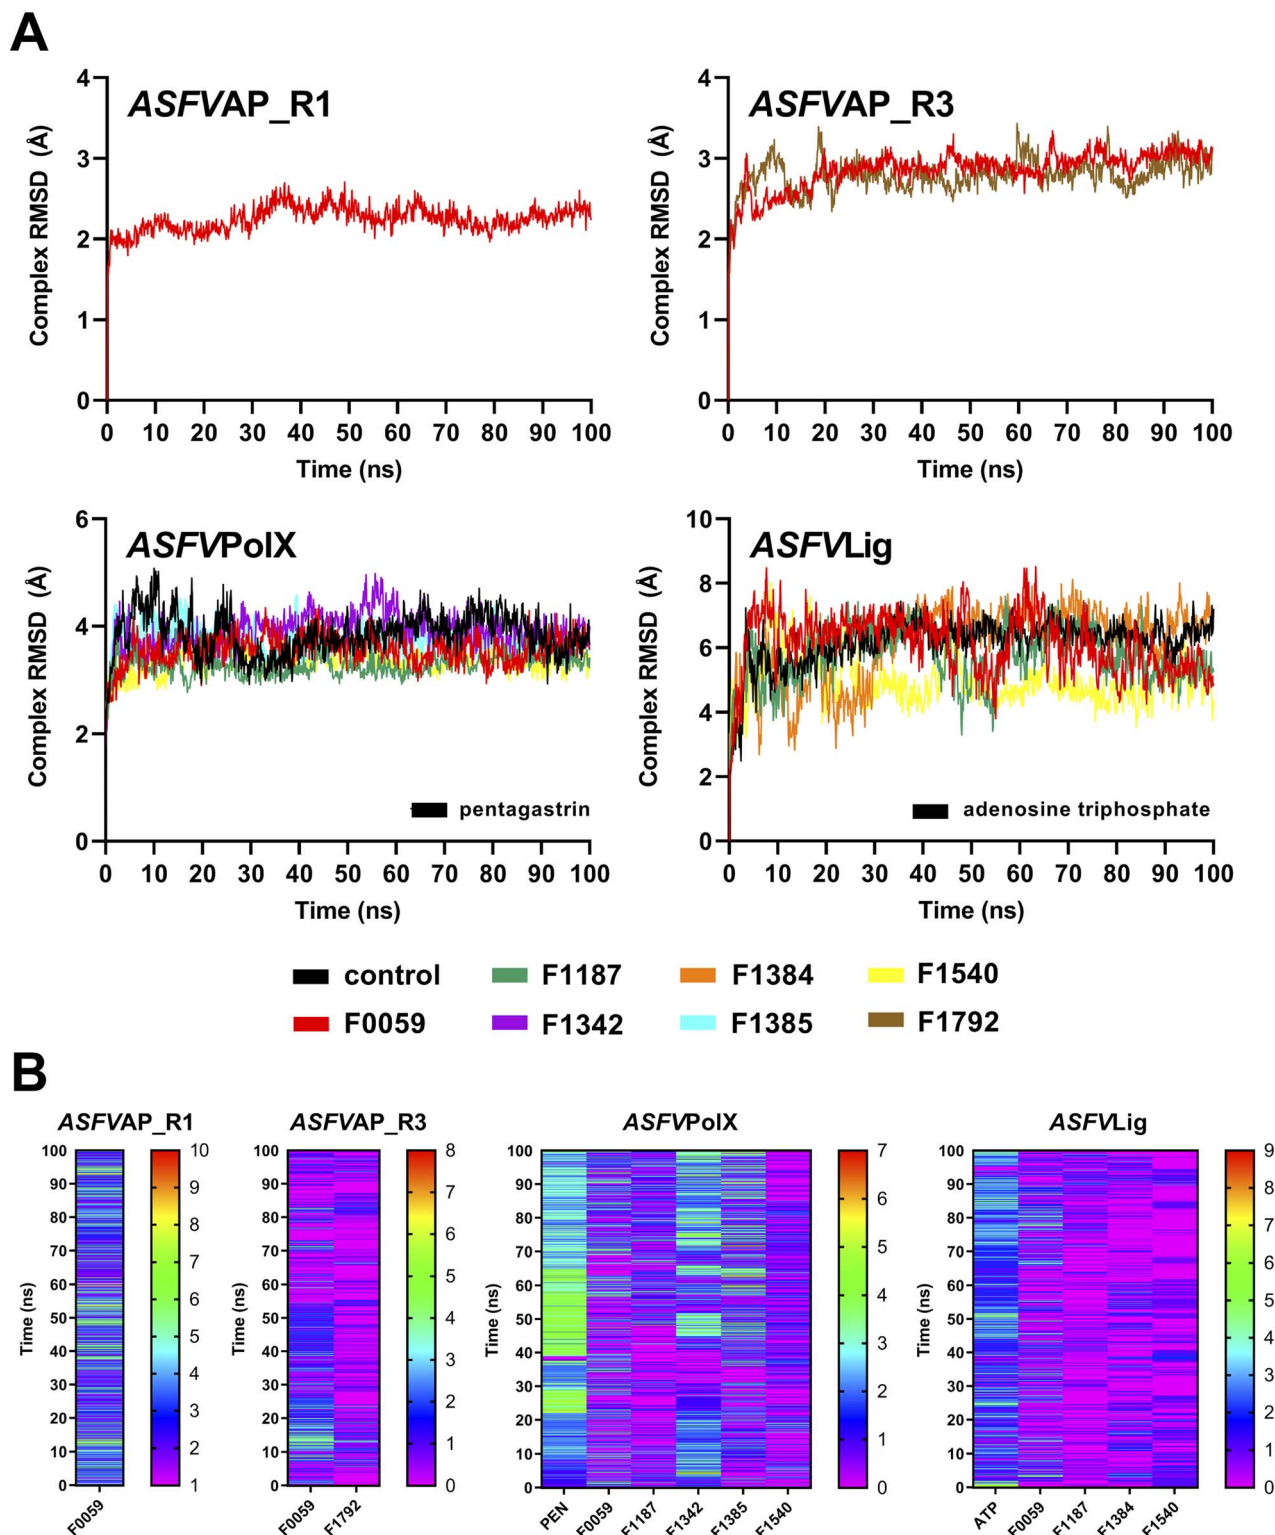 A
ASFVAP_R1
Complex RMSD (Å)
4
3
2
1
0
0 10 20 30 40 50 60 70 80 90 100
Time (ns)
ASFVAP_R3
Complex RMSD (Å)
4
3
2
1
0
0 10 20 30 40 50 60 70 80 90 100
Time (ns)
ASFVPolX
Complex RMSD (Å)
6
4
2
0
pentagastrin
0 10 20 30 40 50 60 70 80 90 100
Time (ns)
ASFVLig
Complex RMSD (Å)
10
8
6
4
2
0
adenosine triphosphate
0 10 20 30 40 50 60 70 80 90 100
Time (ns)
control F1187 F1384 F1540
F0059 F1342 F1385 F1792
B
ASFVAP_R1
Time (ns)
100
90
80
70
60
50
40
30
20
10
0
F0059
10
9
8
7
6
5
4
3
2
1
ASFVAP_R3
Time (ns)
100
90
80
70
60
50
40
30
20
10
0
F0059 F1792
8
7
6
5
4
3
2
1
0
ASFVPolX
Time (ns)
100
90
80
70
60
50
40
30
20
10
0
PEN F0059 F1187 F1342 F1385 F1540
7
6
5
4
3
2
1
0
ASFVLig
Time (ns)
100
90
80
70
60
50
40
30
20
10
0
ATP F0059 F1187 F1384 F1540
9
8
7
6
5
4
3
2
1
0